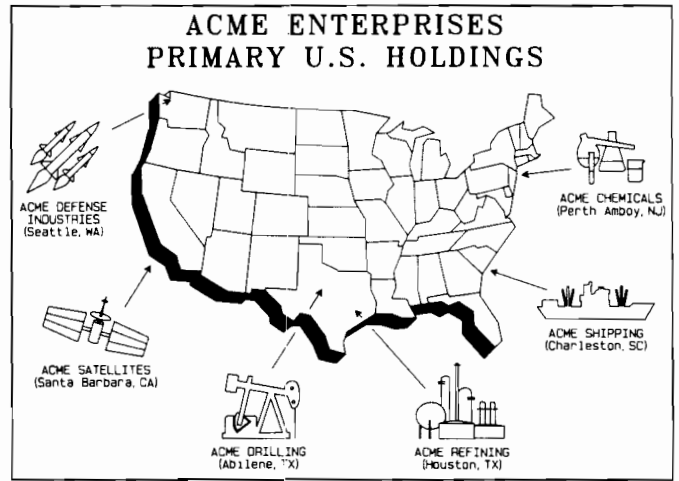 ACME ENTERPRISES
PRIMARY U.S. HOLDINGS
ACME DEFENSE
INDUSTRIES
(Seattle, WA)
ACME CHEMICALS
(Perth Amboy, NJ)
ACME SATELLITES
(Santa Barbara, CA)
ACME SHIPPING
(Charleston, SC)
ACME DRILLING
(Abilene, TX)
ACME REFINING
(Houston, TX)